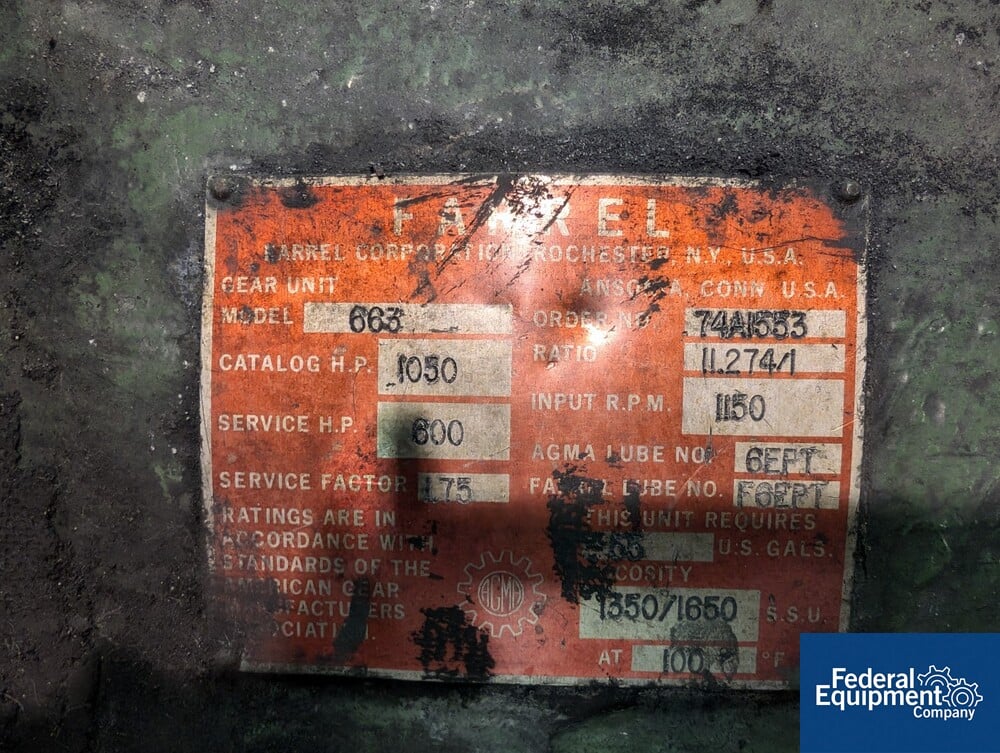 FARREL
FARREL CORPORATION ROCHESTER, N.Y., U.S.A.
GEAR UNIT ANSONIA, CONN U.S.A.
MODEL 663
ORDER NO 74A1553
CATALOG H.P. 1050
RATIO 11.274/1
SERVICE H.P. 600
INPUT R.P.M. 1150
SERVICE FACTOR 1.75
AGMA LUBE NO. 6EPT
FARREL LUBE NO. F6EPT
RATINGS ARE IN
ACCORDANCE WITH
STANDARDS OF THE
AMERICAN GEAR
MANUFACTURERS
ASSOCIATION.
AGMA
THIS UNIT REQUIRES
U.S. GALS.
VISCOSITY
1350/1650 S.S.U.
AT 100 °F
Federal
Equipment
Company